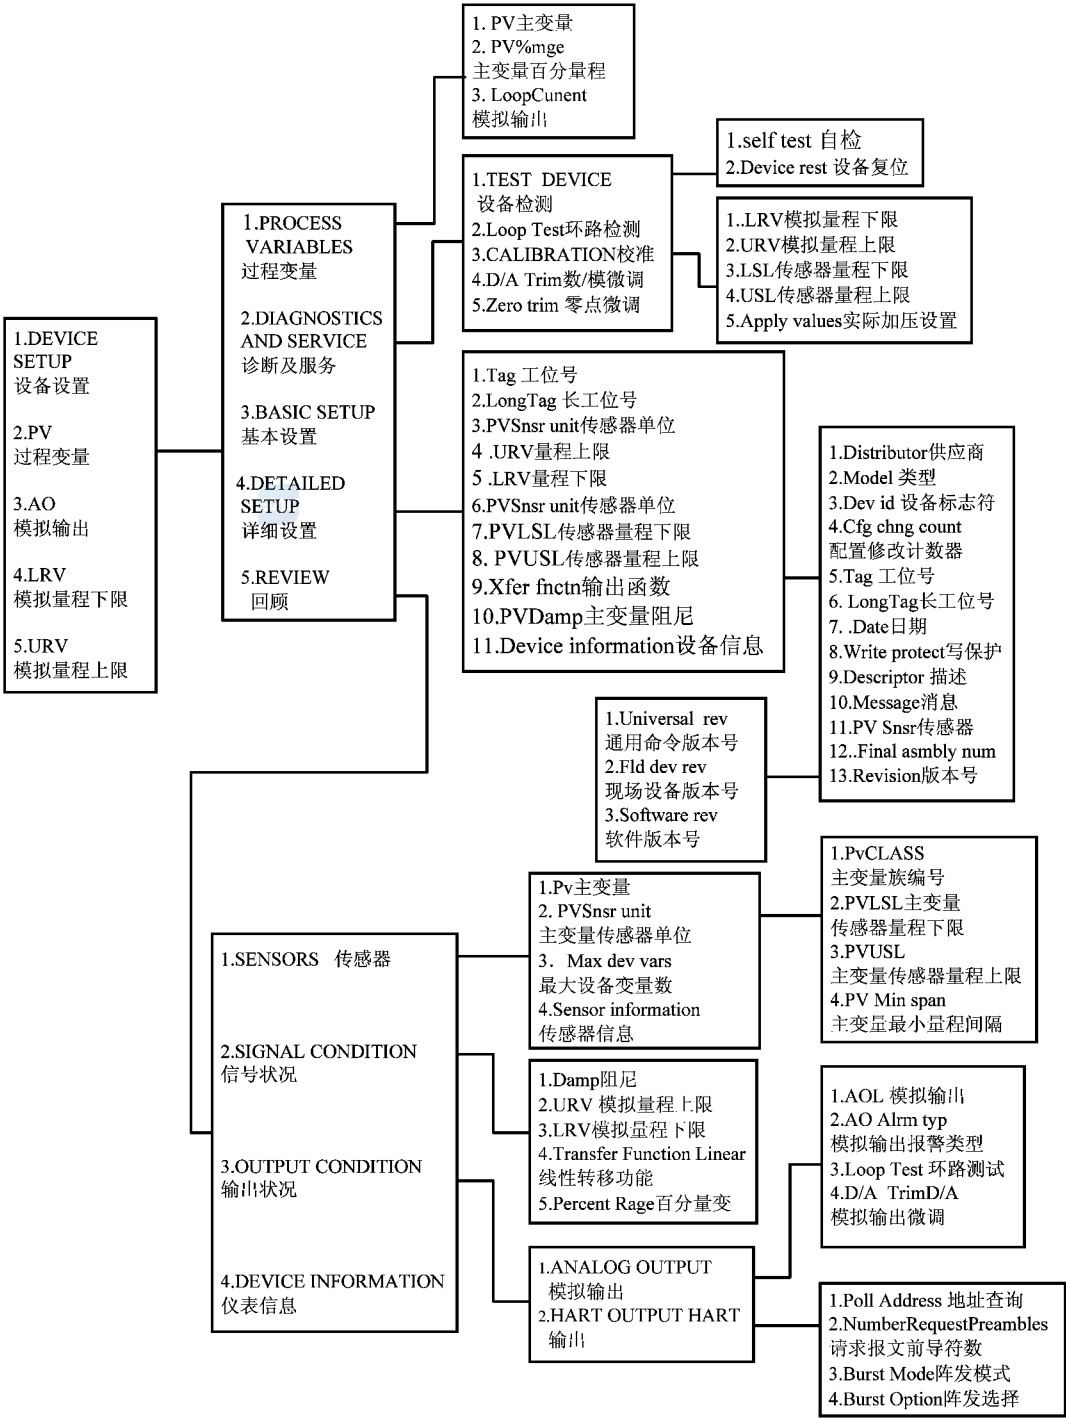 1. PV主变量
2. PV%mge
主变量百分量程
3. LoopCunent
模拟输出
1.self test 自检
2.Device rest 设备复位
1.TEST DEVICE
设备检测
2.Loop Test环路检测
3.CALIBRATION校准
4.D/A Trim数/模微调
5.Zero trim 零点微调
1..LRV模拟量程下限
2.URV模拟量程上限
3.LSL传感器量程下限
4.USL传感器量程上限
5.Apply values实际加压设置
1.PROCESS
VARIABLES
过程变量
2.DIAGNOSTICS
AND SERVICE
诊断及服务
3.BASIC SETUP
基本设置
4.DETAILED
SETUP
详细设置
5.REVIEW
回顾
1.DEVICE
SETUP
设备设置
2.PV
过程变量
3.AO
模拟输出
4.LRV
模拟量程下限
5.URV
模拟量程上限
1.Tag 工位号
2.LongTag 长工位号
3.PVSnsr unit传感器单位
4 .URV量程上限
5 .LRV量程下限
6.PVSnsr unit传感器单位
7.PVLSL传感器量程下限
8. PVUSL传感器量程上限
9.Xfer fnctn输出函数
10.PVDamp主变量阻尼
11.Device information设备信息
1.Distributor供应商
2.Model 类型
3.Dev id 设备标志符
4.Cfg chng count
配置修改计数器
5.Tag 工位号
6. LongTag长工位号
7. .Date日期
8.Write protect写保护
9.Descriptor 描述
10.Message消息
11.PV Snsr传感器
12..Final asmbly num
13.Revision版本号
1.Universal rev
通用命令版本号
2.Fld dev rev
现场设备版本号
3.Software rev
软件版本号
1.SENSORS 传感器
2.SIGNAL CONDITION
信号状况
3.OUTPUT CONDITION
输出状况
4.DEVICE INFORMATION
仪表信息
1.Pv主变量
2. PVSnsr unit
主变量传感器单位
3. Max dev vars
最大设备变量数
4.Sensor information
传感器信息
1.PvCLASS
主变量族编号
2.PVLSL主变量
传感器量程下限
3.PVUSL
主变量传感器量程上限
4.PV Min span
主变量最小量程间隔
1.Damp阻尼
2.URV 模拟量程上限
3.LRV模拟量程下限
4.Transfer Function Linear
线性转移功能
5.Percent Rage百分量变
1.ANALOG OUTPUT
模拟输出
2.HART OUTPUT HART
输出
1.AOL 模拟输出
2.AO Alrm typ
模拟输出报警类型
3.Loop Test 环路测试
4.D/A TrimD/A
模拟输出微调
1.Poll Address 地址查询
2.NumberRequestPreambles
请求报文前导符数
3.Burst Mode阵发模式
4.Burst Option阵发选择